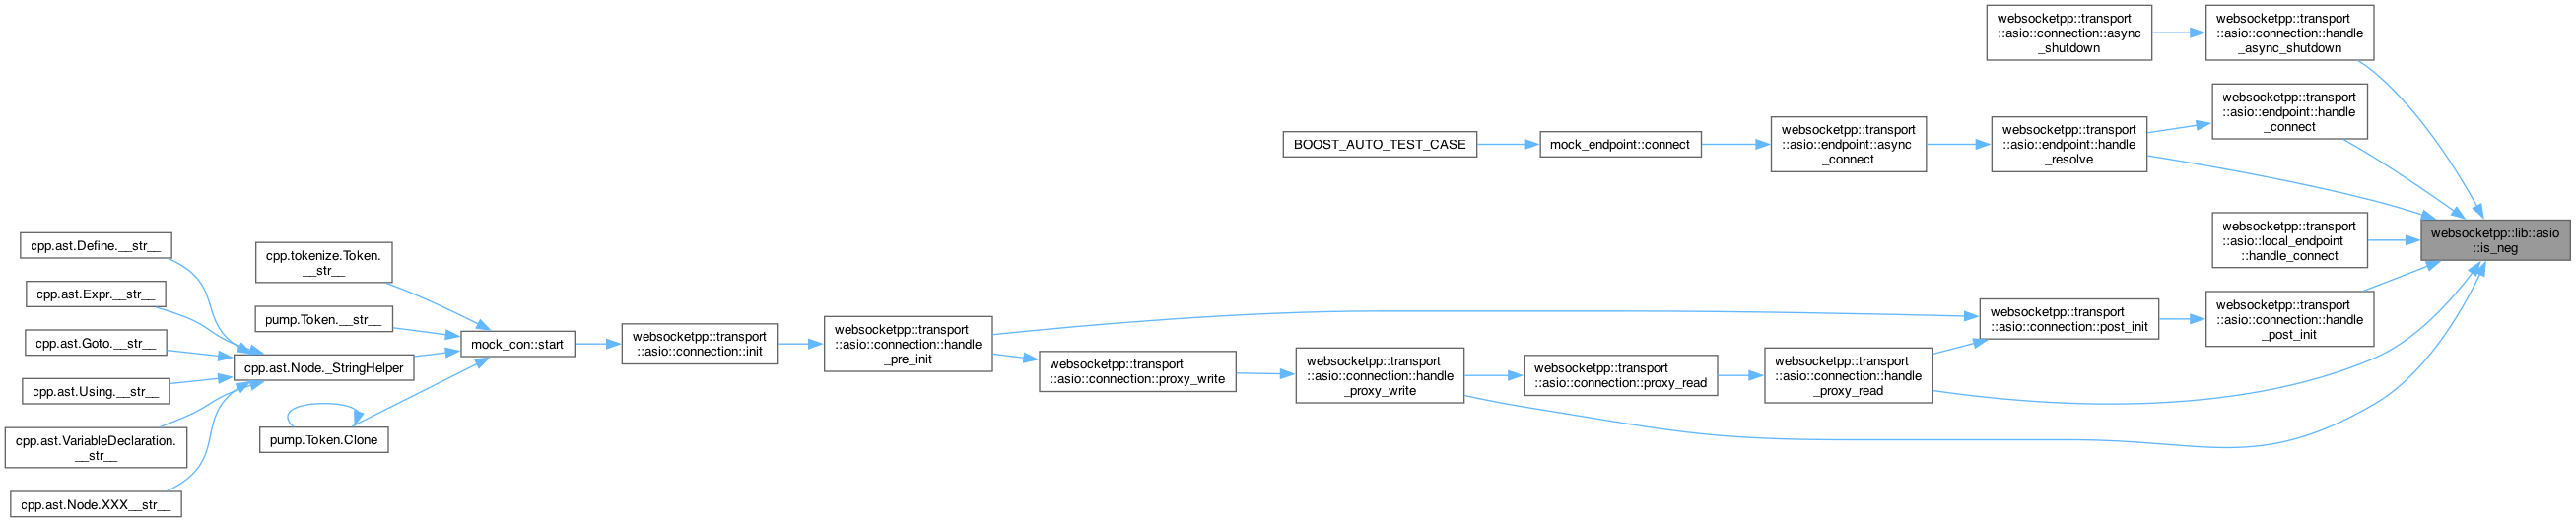 websocketpp::transport
::asio::connection::async
_shutdown
websocketpp::transport
::asio::connection::handle
_async_shutdown
websocketpp::transport
::asio::endpoint::handle
_connect
BOOST_AUTO_TEST_CASE
mock_endpoint::connect
websocketpp::transport
::asio::endpoint::async
_connect
websocketpp::transport
::asio::endpoint::handle
_resolve
websocketpp::lib::asio
::is_neg
websocketpp::transport
::asio::local_endpoint
::handle_connect
cpp.ast.Define.__str__
cpp.tokenize.Token.
__str__
cpp.ast.Expr.__str__
pump.Token.__str__
cpp.ast.Goto.__str__
cpp.ast.Node._StringHelper
mock_con::start
websocketpp::transport
::asio::connection::init
websocketpp::transport
::asio::connection::handle
_pre_init
websocketpp::transport
::asio::connection::proxy_write
websocketpp::transport
::asio::connection::handle
_proxy_write
websocketpp::transport
::asio::connection::proxy_read
websocketpp::transport
::asio::connection::handle
_proxy_read
websocketpp::transport
::asio::connection::post_init
websocketpp::transport
::asio::connection::handle
_post_init
cpp.ast.Using.__str__
cpp.ast.VariableDeclaration.
__str__
pump.Token.Clone
cpp.ast.Node.XXX__str__